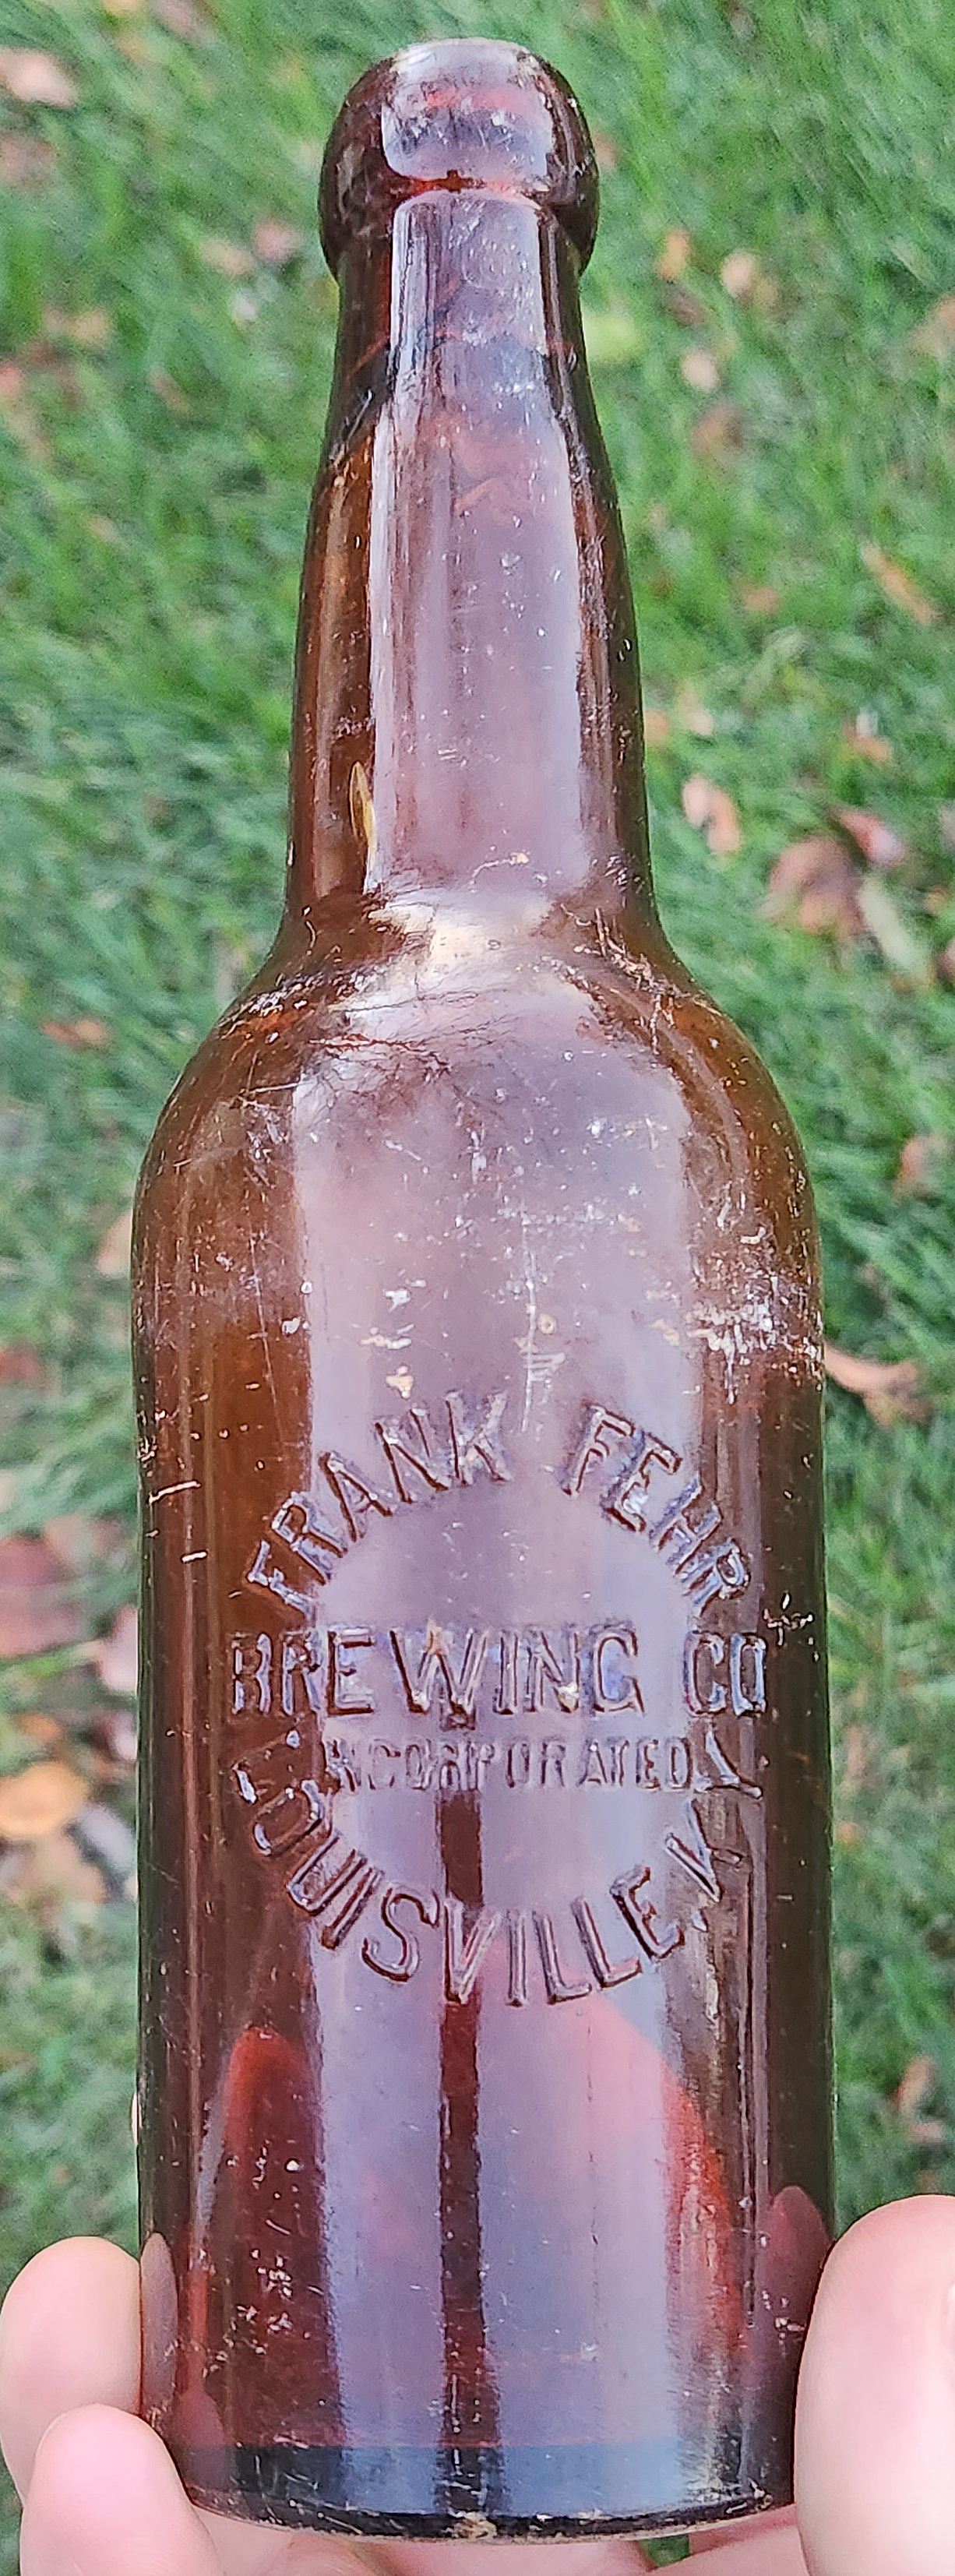 FRANK FEHR
BREWING CO
INCORPORATED
LOUISVILLE, KY